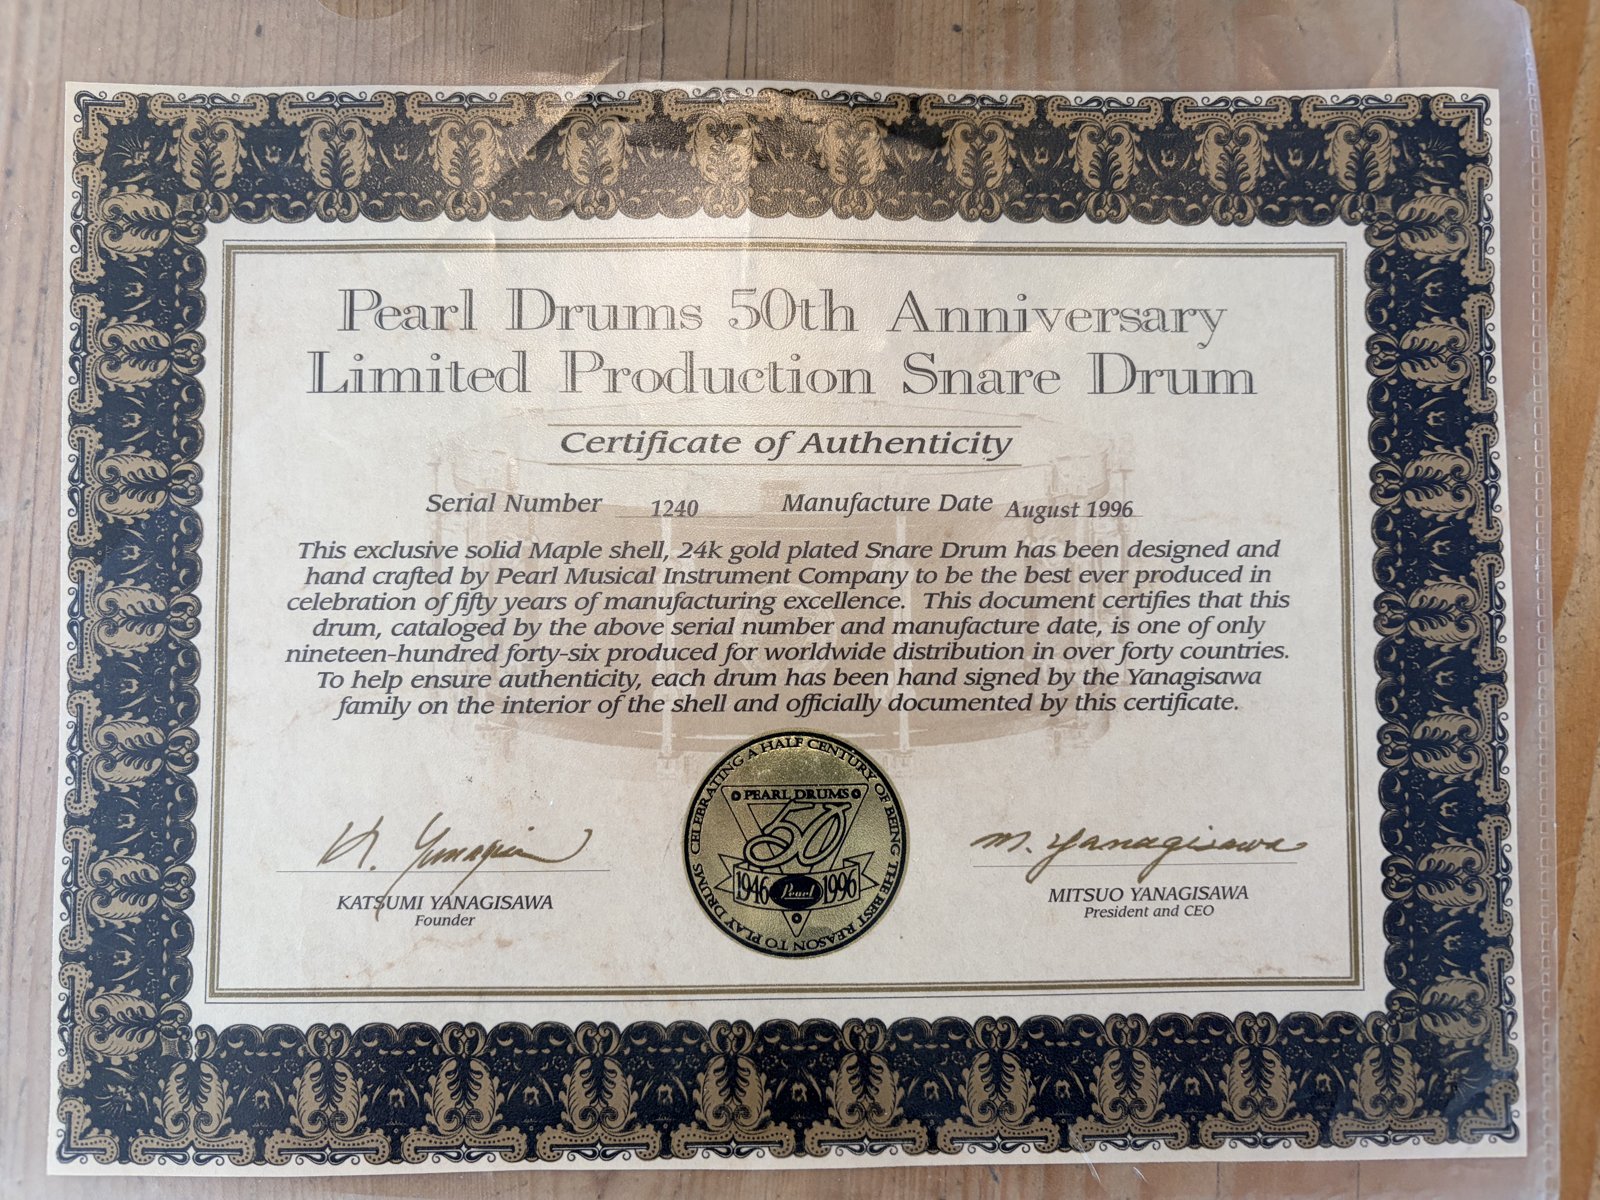 Pearl Drums 50th Anniversary
Limited Production Snare Drum
Certificate of Authenticity
Serial Number 1240 Manufacture Date August 1996
This exclusive solid Maple shell, 24k gold plated Snare Drum has been designed and
hand crafted by Pearl Musical Instrument Company to be the best ever produced in
celebration of fifty years of manufacturing excellence. This document certifies that this
drum, cataloged by the above serial number and manufacture date, is one of only
nineteen-hundred forty-six produced for worldwide distribution in over forty countries.
To help ensure authenticity, each drum has been hand signed by the Yanagisawa
family on the interior of the shell and officially documented by this certificate.
CELEBRATING A HALF CENTURY OF BEING THE BEST REASON TO PLAY DRUMS
PEARL DRUMS
50
1946 Pearl 1996
K. Yanagisawa
KATSUMI YANAGISAWA
Founder
M. Yanagisawa
MITSUO YANAGISAWA
President and CEO